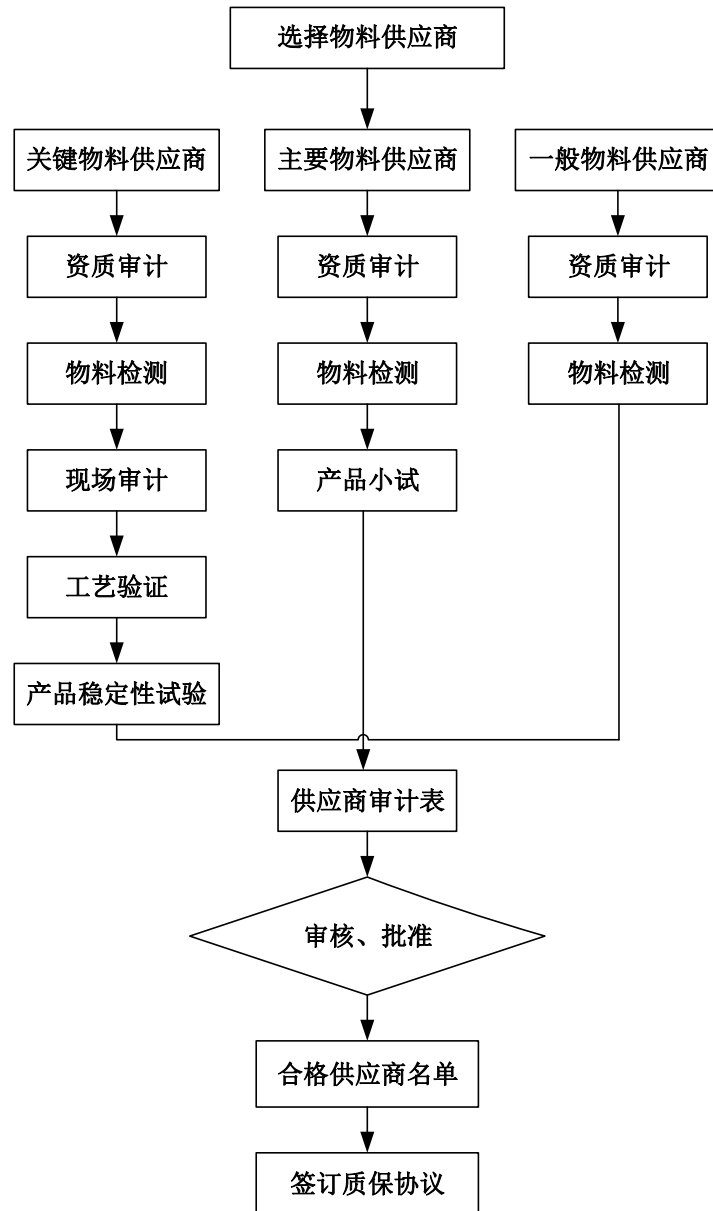 选择物料供应商
关键物料供应商
主要物料供应商
一般物料供应商
资质审计
资质审计
资质审计
物料检测
物料检测
物料检测
现场审计
产品小试
工艺验证
产品稳定性试验
供应商审计表
审核、批准
合格供应商名单
签订质保协议